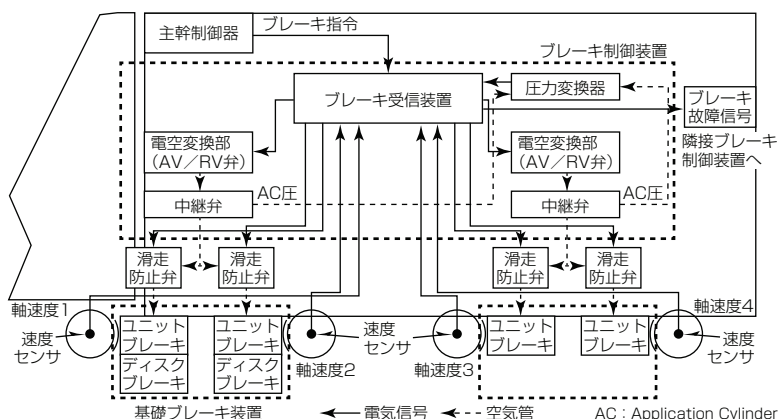 主幹制御器
ブレーキ指令
ブレーキ制御装置
ブレーキ受信装置
圧力変換器
ブレーキ
故障信号
隣接ブレーキ
制御装置へ
電空変換部
(AV/RV弁)
電空変換部
(AV/RV弁)
AC圧
AC圧
中継弁
中継弁
滑走
防止弁
滑走
防止弁
滑走
防止弁
滑走
防止弁
軸速度1
軸速度4
速度
センサ
ユニット
ブレーキ
ディスク
ブレーキ
ユニット
ブレーキ
ディスク
ブレーキ
速度
センサ
軸速度2
軸速度3
ユニット
ブレーキ
ユニット
ブレーキ
速度
センサ
基礎ブレーキ装置
電気信号
空気管
AC:Application Cylinder